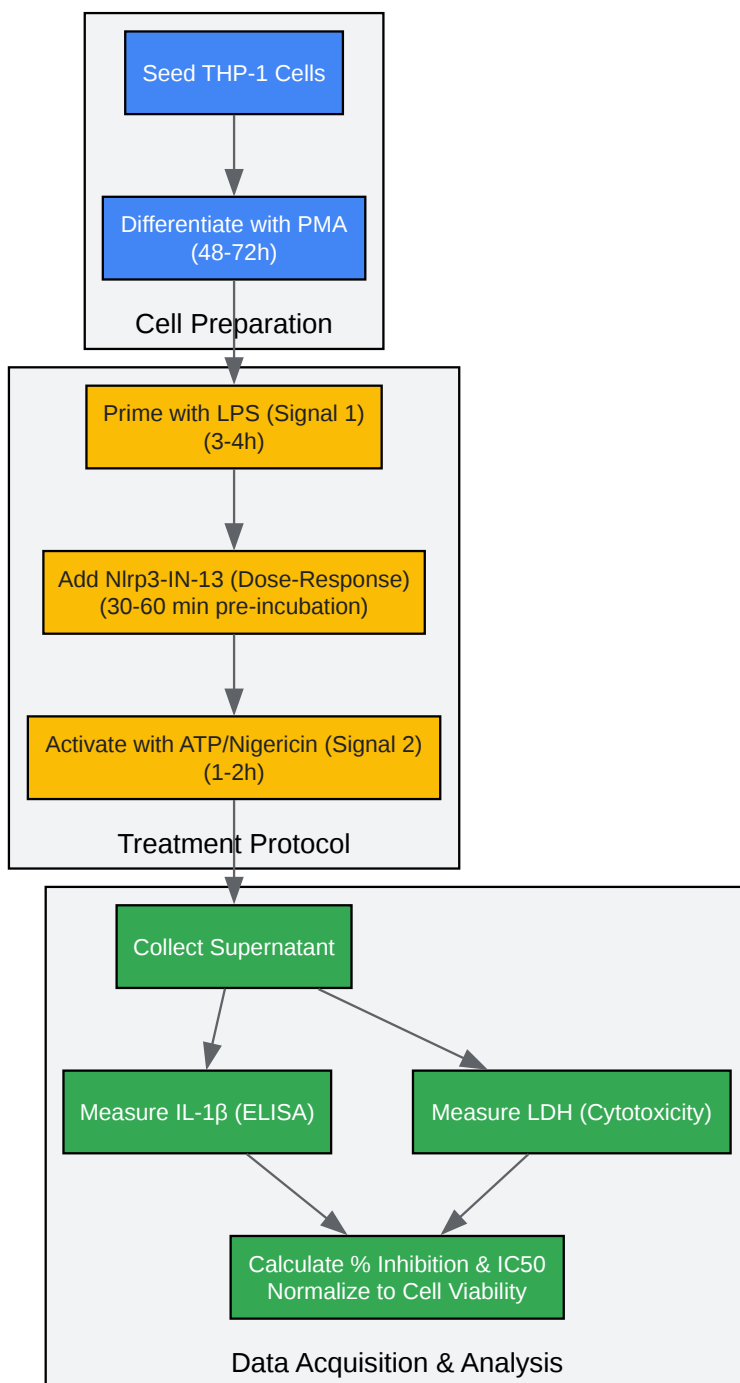 Seed THP-1 Cells
Differentiate with PMA
(48-72h)
Cell Preparation
Prime with LPS (Signal 1)
(3-4h)
Add Nlrp3-IN-13 (Dose-Response)
(30-60 min pre-incubation)
Activate with ATP/Nigericin (Signal 2)
(1-2h)
Treatment Protocol
Collect Supernatant
Measure IL-1β (ELISA)
Measure LDH (Cytotoxicity)
Calculate % Inhibition & IC50
Normalize to Cell Viability
Data Acquisition & Analysis